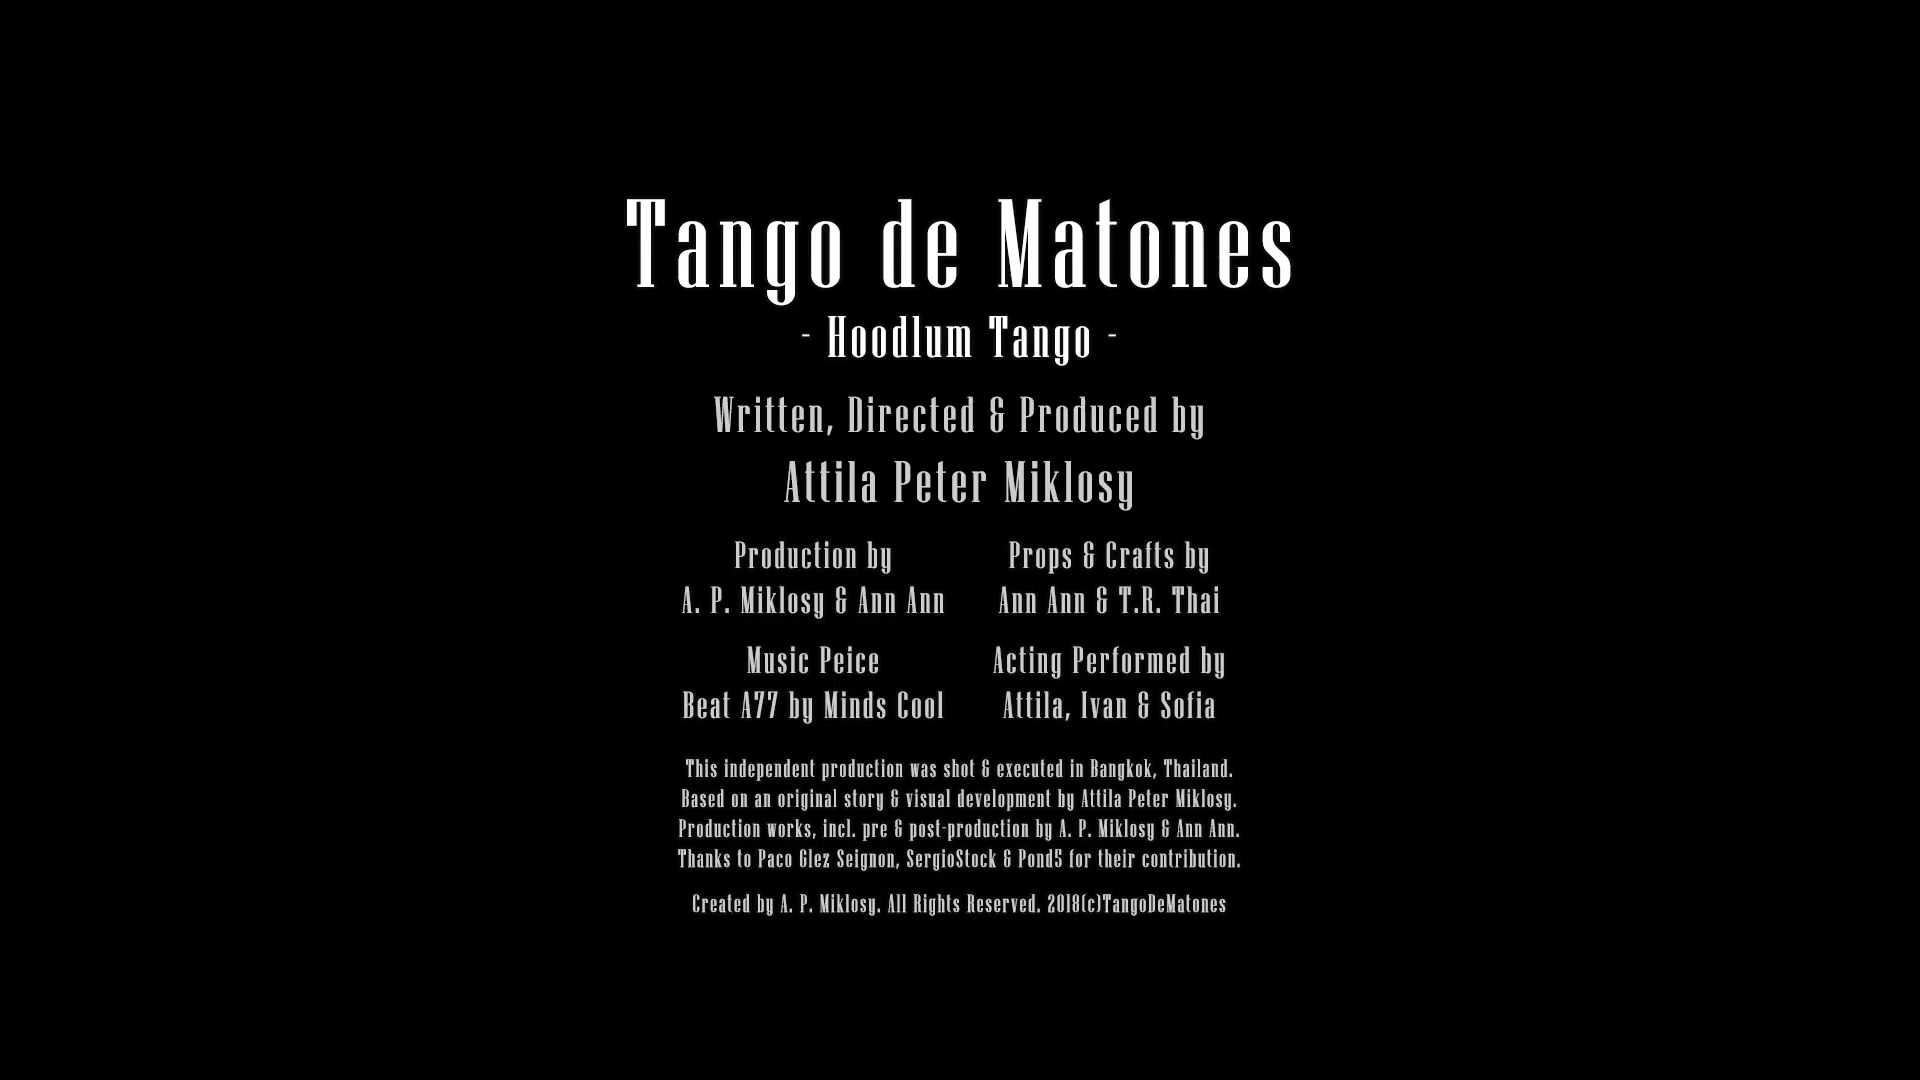 Tango de Matones
- Hoodlum Tango -
Written, Directed & Produced by
Attila Peter Miklosy
Production by
A. P. Miklosy & Ann Ann
Props & Crafts by
Ann Ann & T.R. Thai
Music Peice
Beat A77 by Minds Cool
Acting Performed by
Attila, Ivan & Sofia
This independent production was shot & executed in Bangkok, Thailand.
Based on an original story & visual development by Attila Peter Miklosy.
Production works, incl. pre & post-production by A. P. Miklosy & Ann Ann.
Thanks to Paco Glez Seignon, SergioStock & Pond5 for their contribution.
Created by A. P. Miklosy. All Rights Reserved. 2018(c)TangoDeMatones